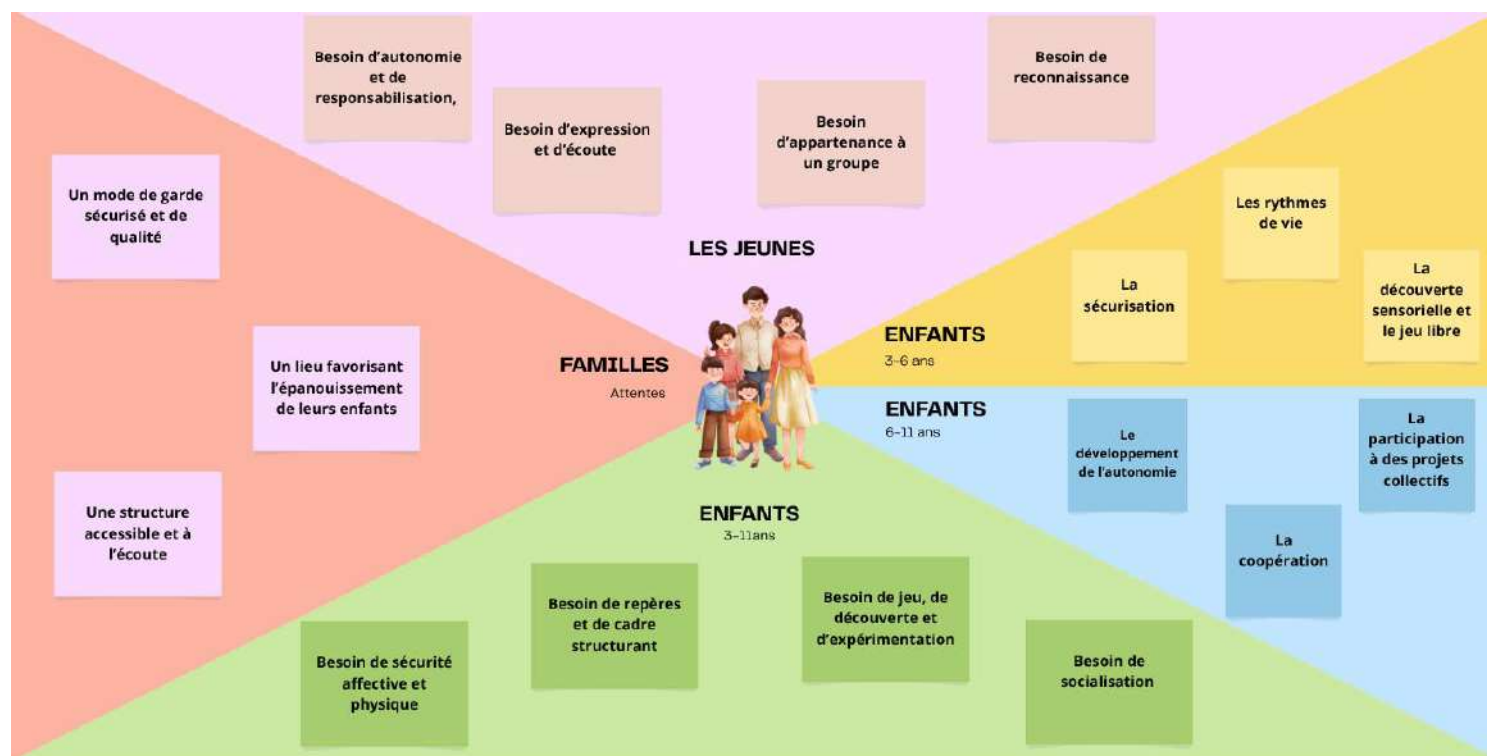 Besoin d'autonomie
et de
responsabilisation,
Besoin d'expression
et d'écoute
Besoin
d'appartenance à
un groupe
Besoin de
reconnaissance
LES JEUNES
Un mode de garde
sécurisé et de
qualité
Un lieu favorisant
l'épanouissement
de leurs enfants
Une structure
accessible et à
l'écoute
FAMILLES
Attentes
ENFANTS
3-6 ans
La
sécurisation
Les rythmes
de vie
La
découverte
sensorielle et
le jeu libre
ENFANTS
6-11 ans
Le
développement
de l'autonomie
La
coopération
La
participation
à des projets
collectifs
ENFANTS
3-11ans
Besoin de sécurité
affective et
physique
Besoin de repères
et de cadre
structurant
Besoin de jeu, de
découverte et
d'expérimentation
Besoin de
socialisation